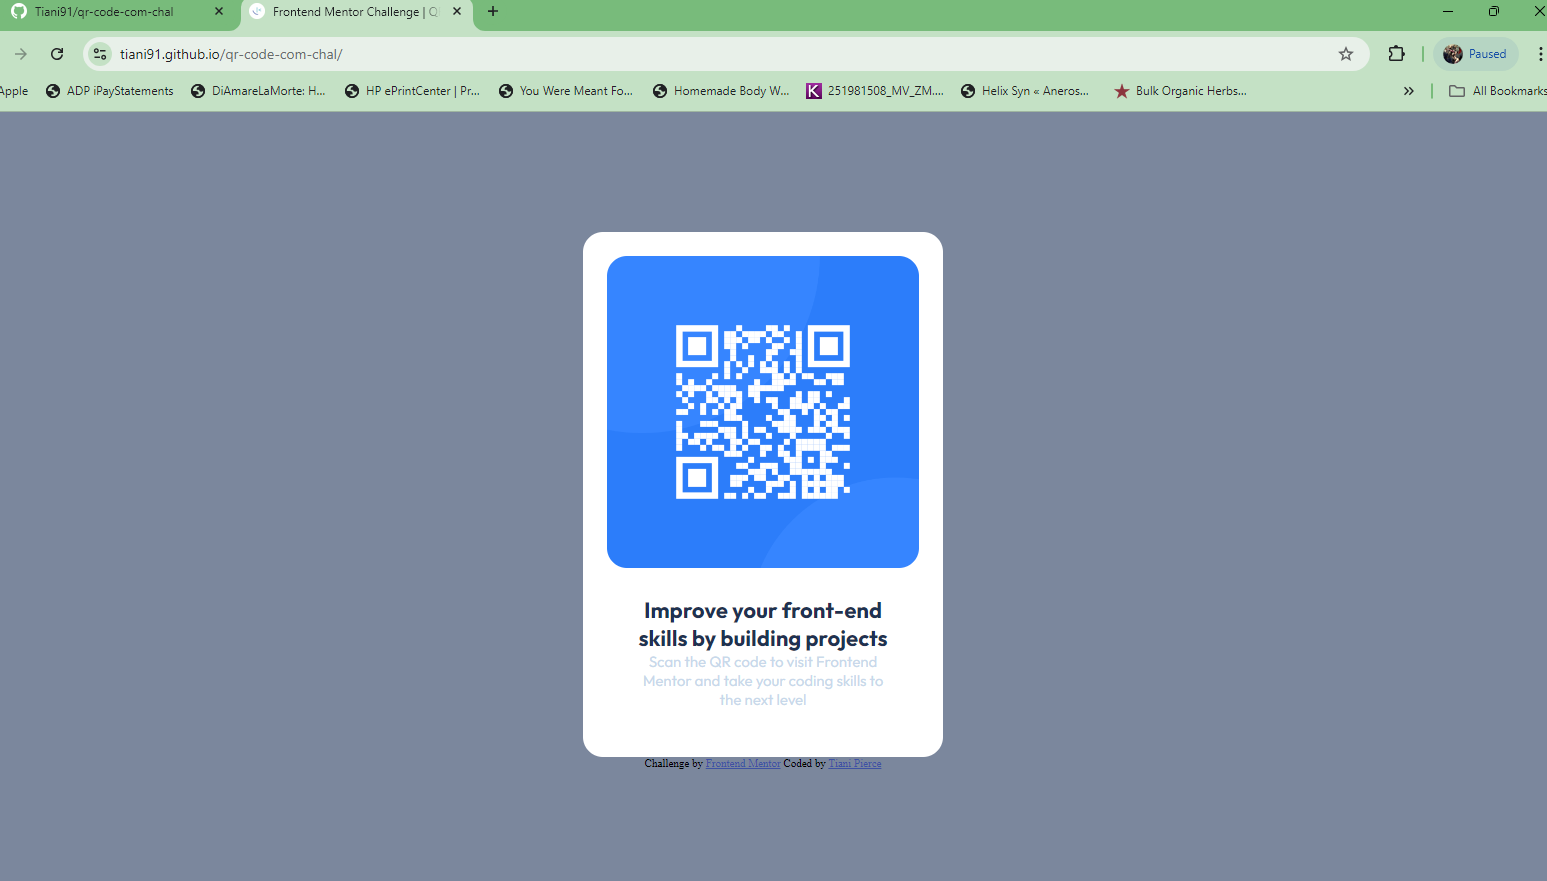 Tiani91/qr-code-com-chal
Frontend Mentor Challenge | Q
tiani91.github.io/qr-code-com-chal/
Paused
Apple
ADP iPayStatements
DiAmareLaMorte: H...
HP ePrintCenter | Pr...
You Were Meant Fo...
Homemade Body W...
K
251981508_MV_ZM....
Helix Syn « Aneros...
Bulk Organic Herbs...
»
All Bookmarks
Improve your front-end
skills by building projects
Scan the QR code to visit Frontend
Mentor and take your coding skills to
the next level
Challenge by Frontend Mentor Coded by Tiani Pierce